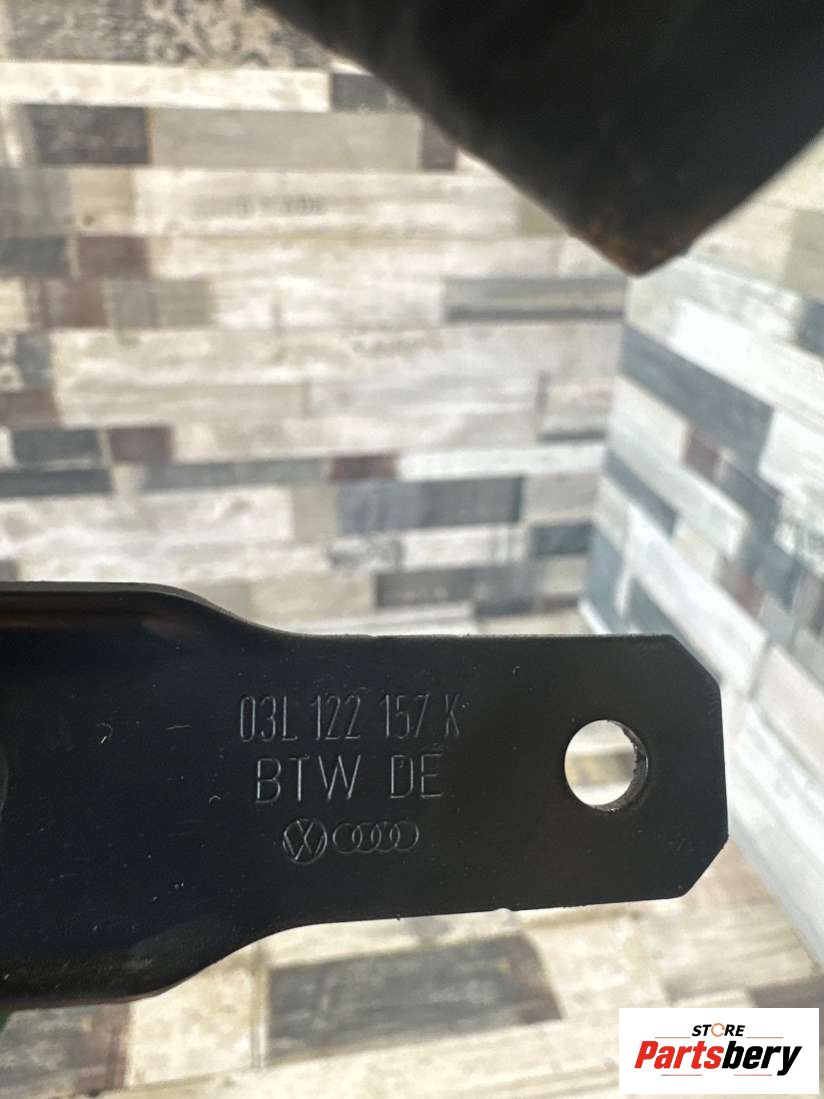 03L 122 157 K
BTW DE
STORE
Partsbery